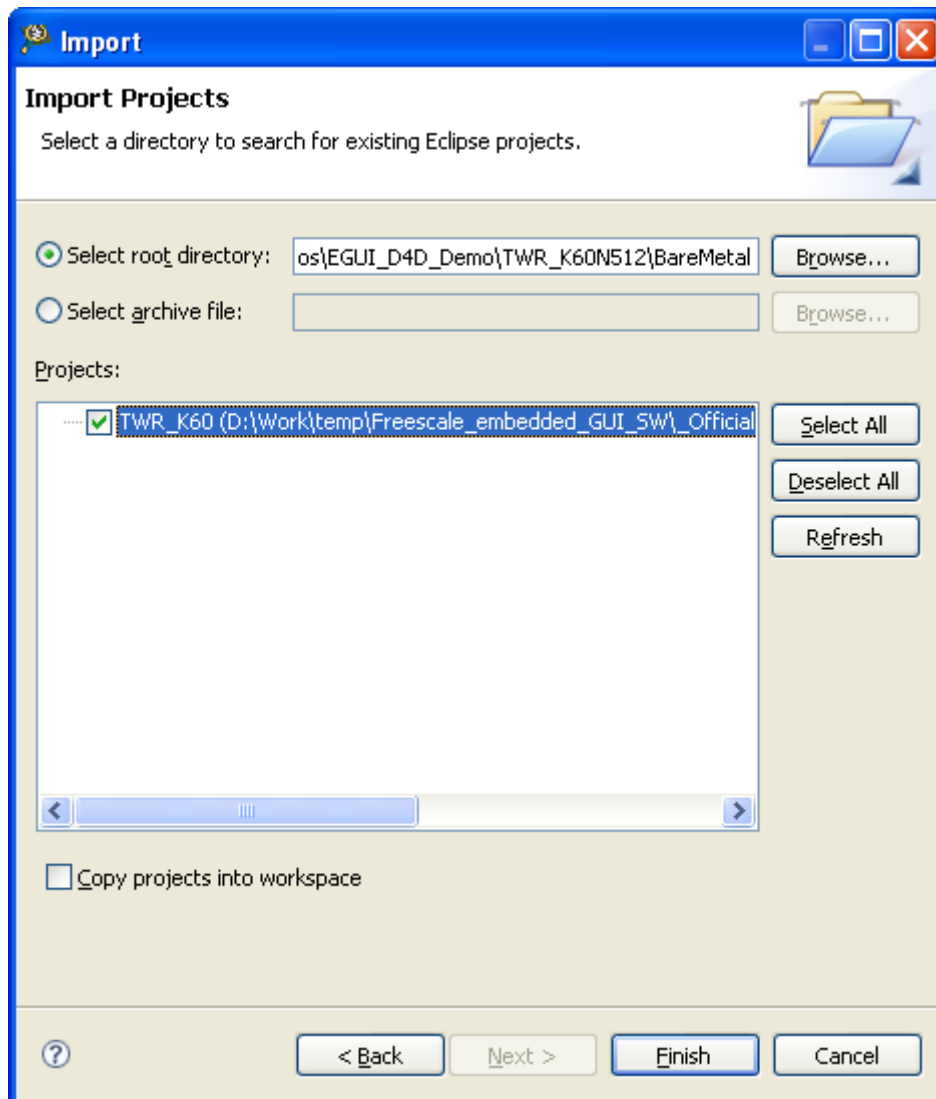 Import
Import Projects
Select a directory to search for existing Eclipse projects.
Select root directory: os\EGUI_D4D_Demo\TWR_K60N512\BareMetal Browse...
Select archive file: Browse...
Projects:
TWR_K60 (D:\Work\temp\Freescale_embedded_GUI_SW\_Official
Select All
Deselect All
Refresh
Copy projects into workspace
? < Back Next > Finish Cancel